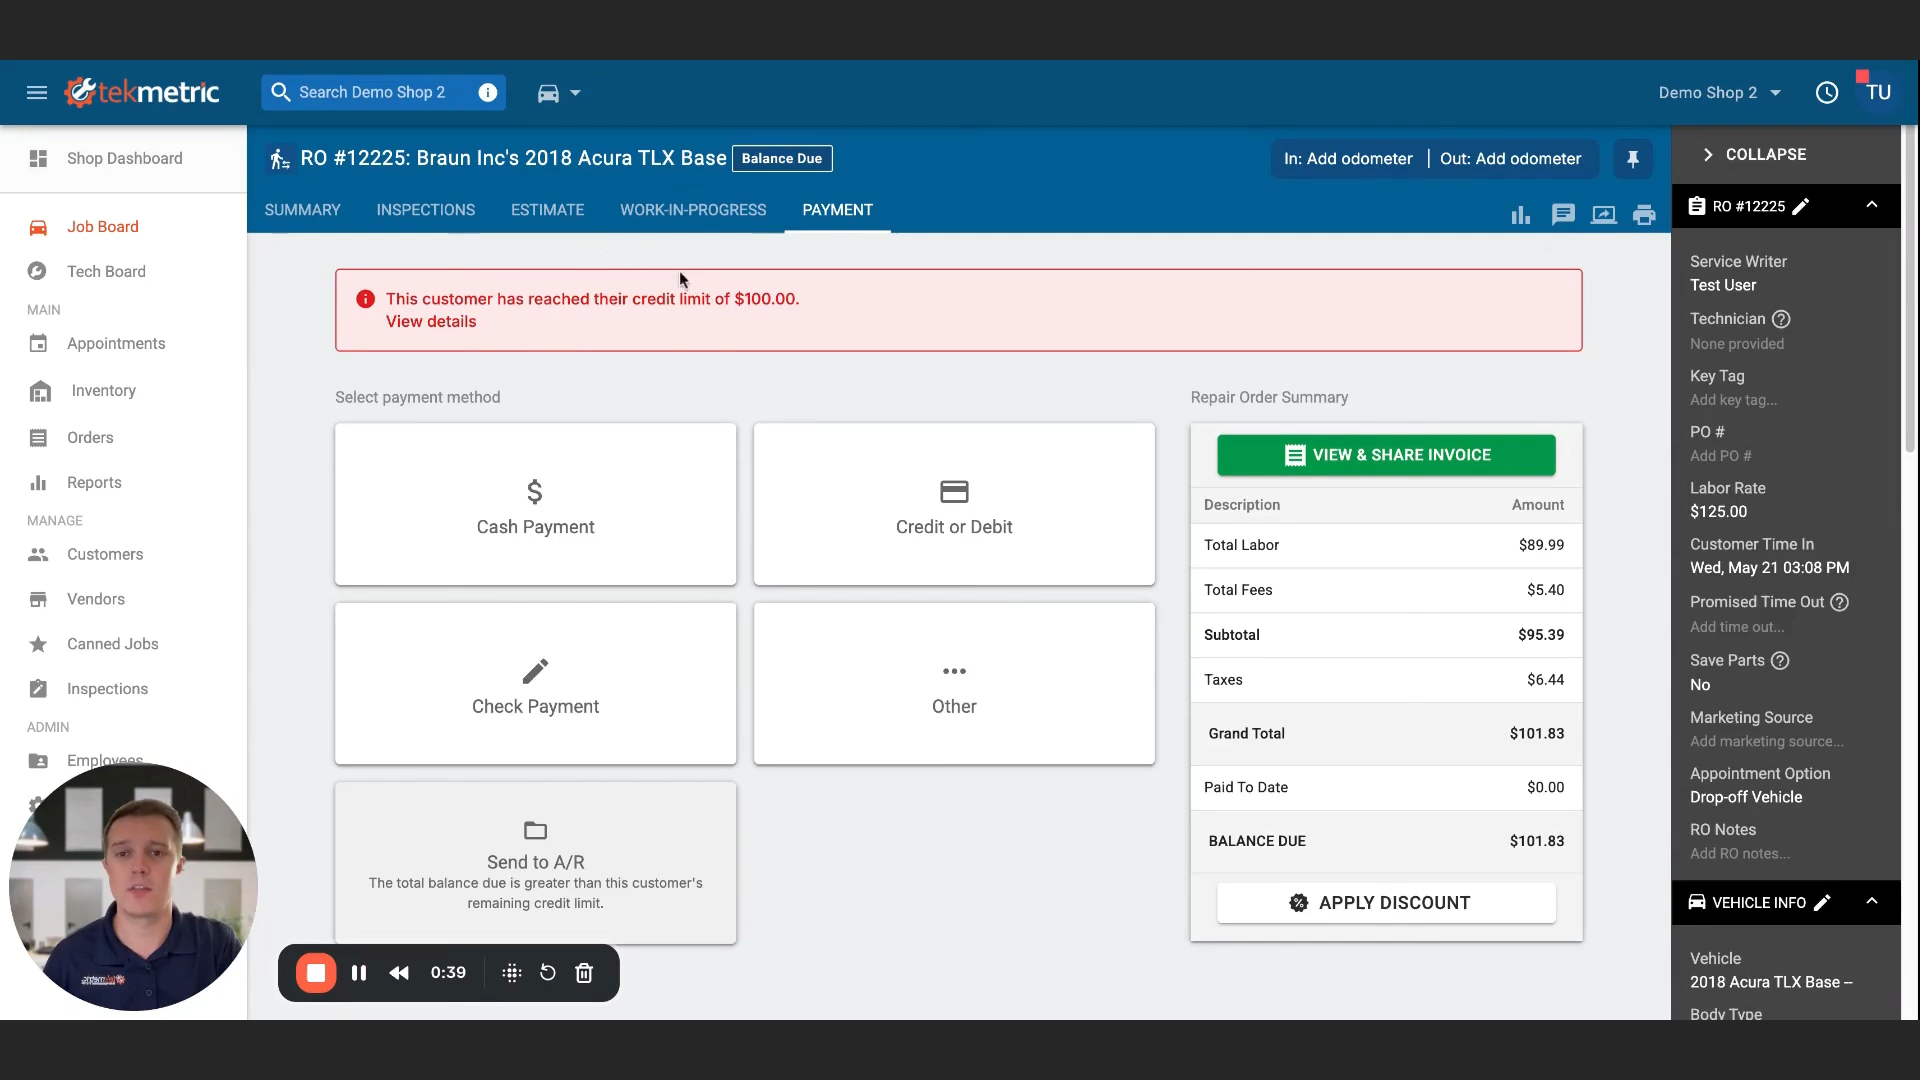 tekmetric
Search Demo Shop 2
Demo Shop 2
TU
Shop Dashboard
Job Board
Tech Board
MAIN
Appointments
Inventory
Orders
Reports
MANAGE
Customers
Vendors
Canned Jobs
Inspections
ADMIN
Employees
RO #12225: Braun Inc's 2018 Acura TLX Base
Balance Due
In: Add odometer
Out: Add odometer
SUMMARY
INSPECTIONS
ESTIMATE
WORK-IN-PROGRESS
PAYMENT
This customer has reached their credit limit of $100.00.
View details
Select payment method
$
Cash Payment
Credit or Debit
Check Payment
Other
Send to A/R
The total balance due is greater than this customer's
remaining credit limit.
0:39
Repair Order Summary
VIEW & SHARE INVOICE
Description Amount
Total Labor $89.99
Total Fees $5.40
Subtotal $95.39
Taxes $6.44
Grand Total $101.83
Paid To Date $0.00
BALANCE DUE $101.83
APPLY DISCOUNT
COLLAPSE
RO #12225
Service Writer
Test User
Technician
None provided
Key Tag
Add key tag...
PO #
Add PO #
Labor Rate
$125.00
Customer Time In
Wed, May 21 03:08 PM
Promised Time Out
Add time out...
Save Parts
No
Marketing Source
Add marketing source...
Appointment Option
Drop-off Vehicle
RO Notes
Add RO notes...
VEHICLE INFO
Vehicle
2018 Acura TLX Base --
Body Type